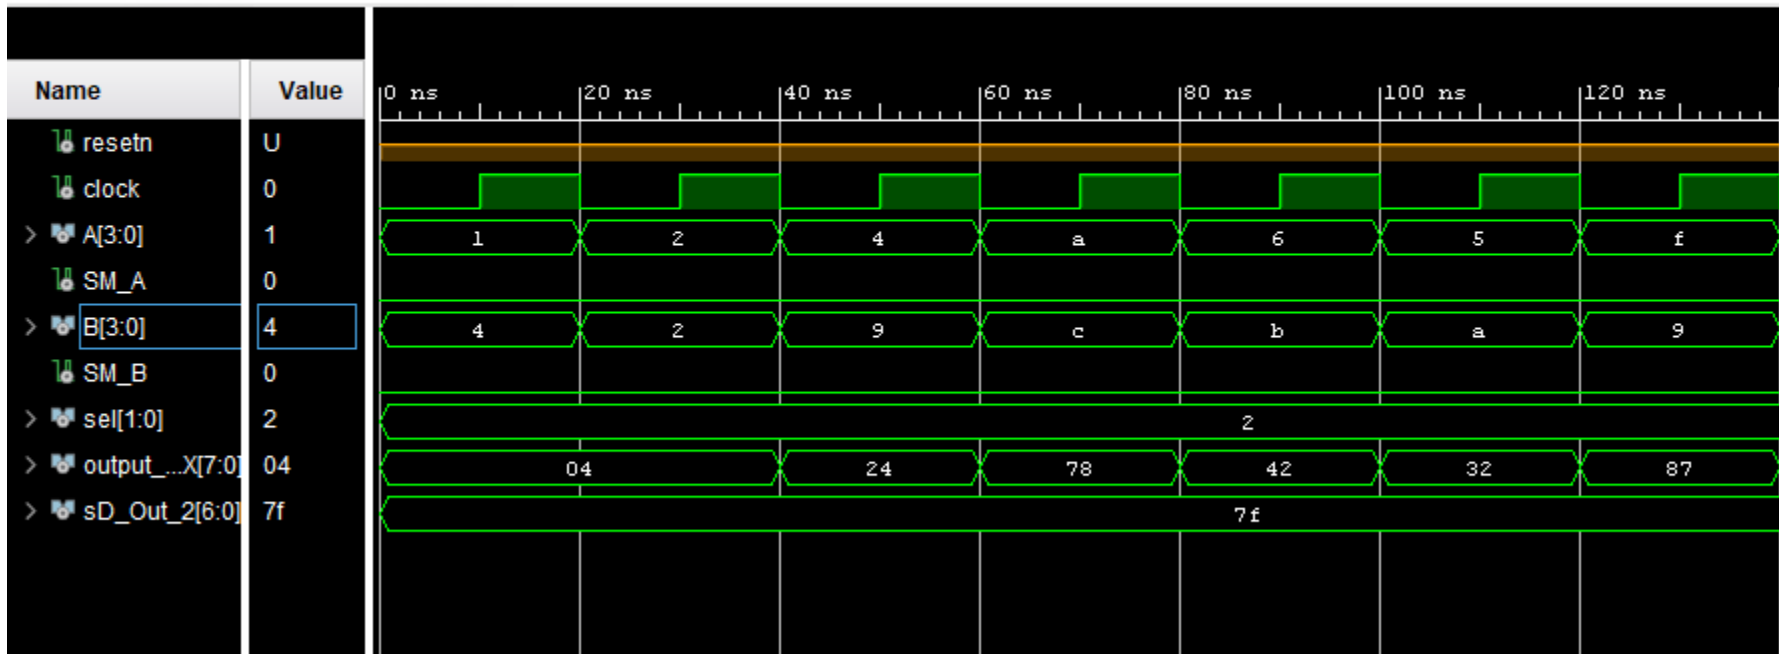 Name Value 0 ns 20 ns 40 ns 60 ns 80 ns 100 ns 120 ns
resetn U
clock 0
A[3:0] 1 1 2 4 a 6 5 f
SM_A 0
B[3:0] 4 4 2 9 c b a 9
SM_B 0
sel[1:0] 2 2
output_...X[7:0] 04 04 24 78 42 32 87
sD_Out_2[6:0] 7f 7f